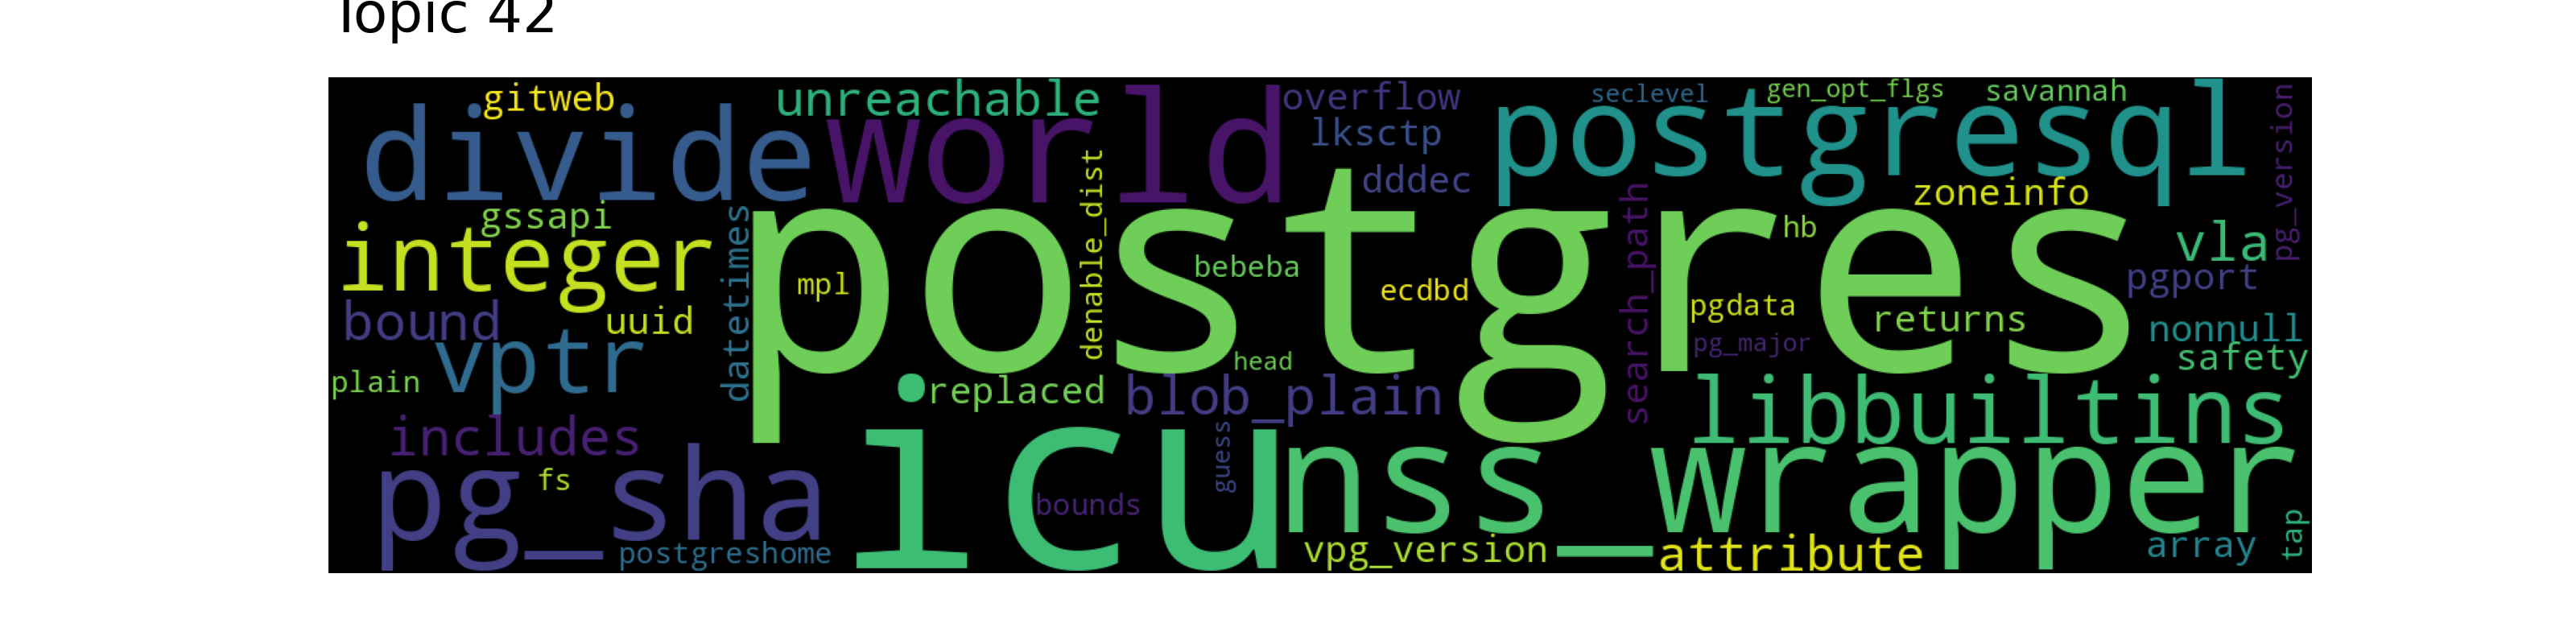 Topic 42
gitweb
unreachable
overflow
seclevel
gen_opt_flgs
savannah
divide
world
lksctp
postgresql
pg_version
dddec
zoneinfo
gssapi
integer
datetimes
denable_dist
postgres
search_path
hb
vla
mpl
bebeba
ecdbd
pgdata
pgport
bound
uuid
returns
nonnull
pg_major
safety
vptr
head
plain
replaced
blob_plain
libbuiltins
includes
guess
pg_sha
fs
icu
bounds
nss_wrapper
postgreshome
vpg_version
attribute
array
tap